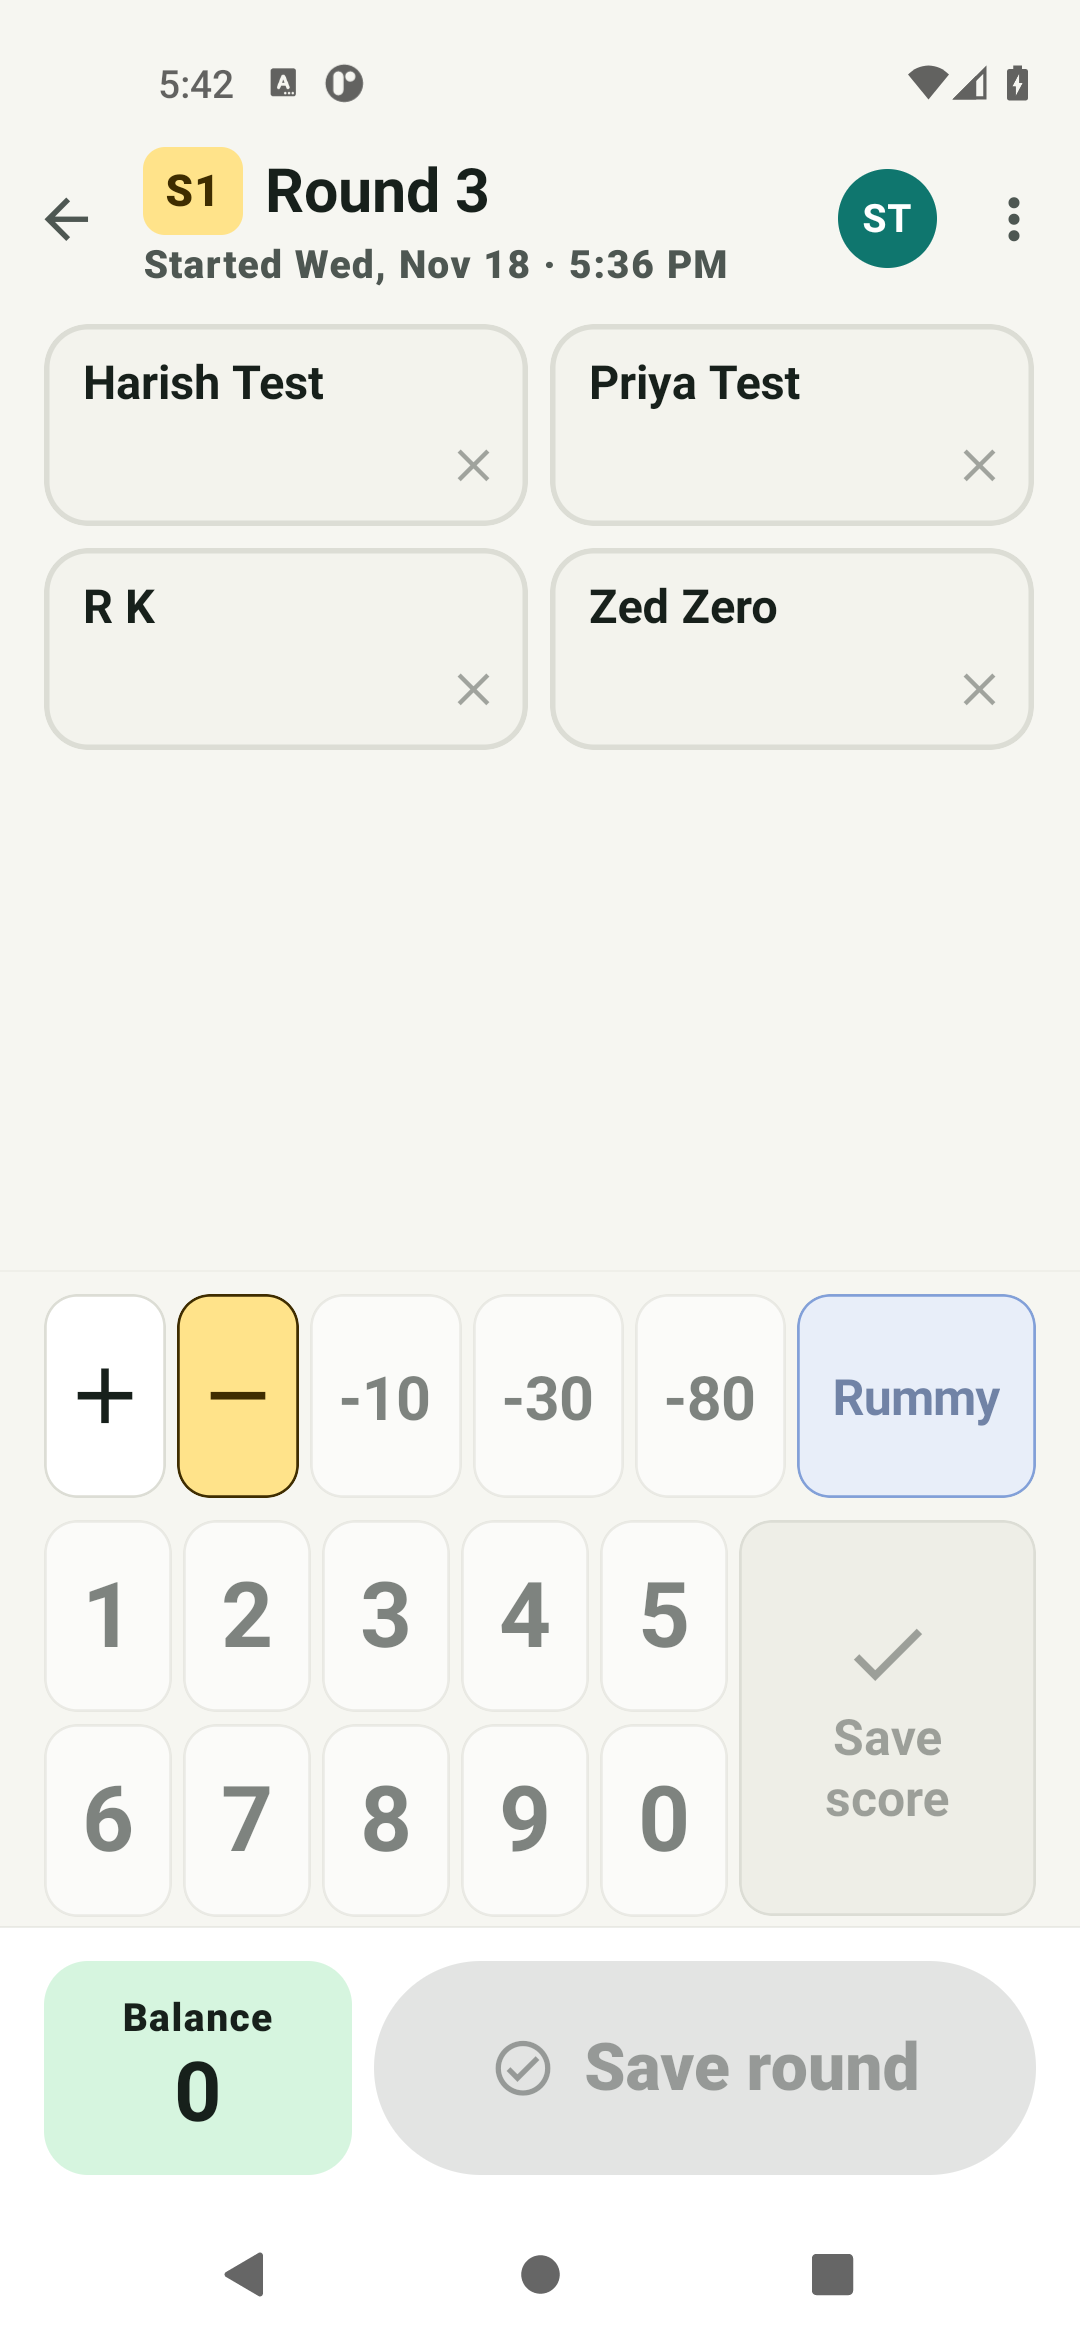 5:42
S1 Round 3
ST
Started Wed, Nov 18 · 5:36 PM
Harish Test
Priya Test
R K
Zed Zero
+ − -10 -30 -80 Rummy
1 2 3 4 5
Save
score
6 7 8 9 0
Balance
0
Save round